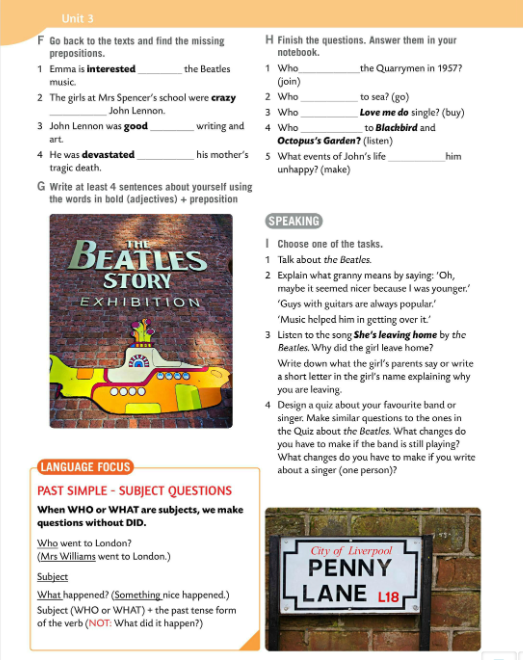 Unit 3
F Go back to the texts and find the missing
prepositions.
1 Emma is interested ________ the Beatles
music.
2 The girls at Mrs Spencer's school were crazy
__________ John Lennon.
3 John Lennon was good ________ writing and
art.
4 He was devastated __________ his mother's
tragic death.
G Write at least 4 sentences about yourself using
the words in bold (adjectives) + preposition
THE
BEATLES
STORY
EXHIBITION
LANGUAGE FOCUS
PAST SIMPLE - SUBJECT QUESTIONS
When WHO or WHAT are subjects, we make
questions without DID.
Who went to London?
(Mrs Williams went to London.)
Subject
What happened? (Something nice happened.)
Subject (WHO or WHAT) + the past tense form
of the verb (NOT: What did it happen?)
H Finish the questions. Answer them in your
notebook.
1 Who__________the Quarrymen in 1957?
(join)
2 Who __________ to sea? (go)
3 Who __________ Love me do single? (buy)
4 Who __________ to Blackbird and
Octopus's Garden? (listen)
5 What events of John's life __________him
unhappy? (make)
SPEAKING
I Choose one of the tasks.
1 Talk about the Beatles.
2 Explain what granny means by saying: 'Oh,
maybe it seemed nicer because I was younger.'
'Guys with guitars are always popular.'
'Music helped him in getting over it.'
3 Listen to the song She's leaving home by the
Beatles. Why did the girl leave home?
Write down what the girl's parents say or write
a short letter in the girl's name explaining why
you are leaving.
4 Design a quiz about your favourite band or
singer. Make similar questions to the ones in
the Quiz about the Beatles. What changes do
you have to make if the band is still playing?
What changes do you have to make if you write
about a singer (one person)?
City of Liverpool
PENNY
LANE L18